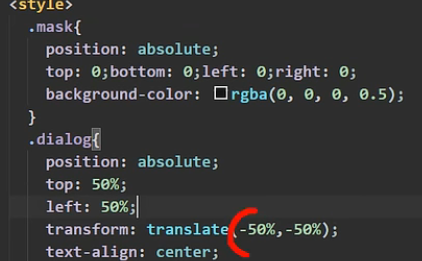 <style>
.mask{
position: absolute;
top: 0;bottom: 0;left: 0;right: 0;
background-color: rgba(0, 0, 0, 0.5);
}
.dialog{
position: absolute;
top: 50%;
left: 50%;
transform: translate(-50%,-50%);
text-align: center;